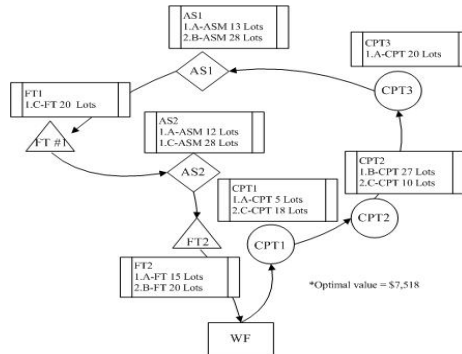 AS1
1.A-ASM 13 Lots
2.B-ASM 28 Lots
CPT3
1.A-CPT 20 Lots
AS1
CPT3
FT1
1.C-FT 20 Lots
FT #1
AS2
1.A-ASM 12 Lots
1.C-ASM 28 Lots
AS2
CPT2
1.B-CPT 27 Lots
2.C-CPT 10 Lots
CPT1
1.A-CPT 5 Lots
2.C-CPT 18 Lots
CPT2
FT2
CPT1
FT2
1.A-FT 15 Lots
2.B-FT 20 Lots
*Optimal value = $7,518
WF